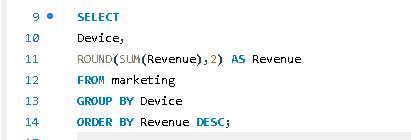 9 SELECT
10 Device,
11 ROUND(SUM(Revenue),2) AS Revenue
12 FROM marketing
13 GROUP BY Device
14 ORDER BY Revenue DESC;